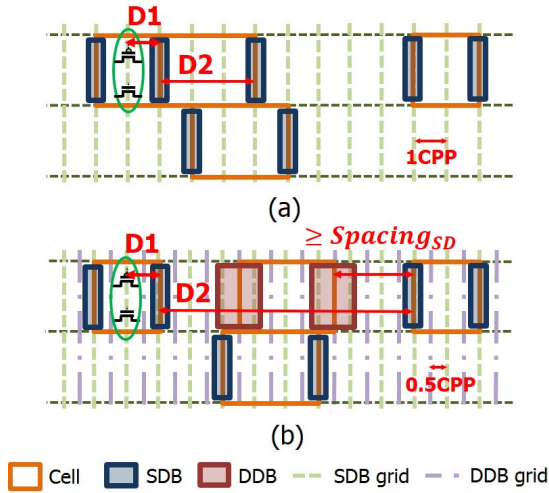 D1
D2
1CPP
(a)
≥ Spacing_SD
D1
D2
0.5CPP
(b)
Cell SDB DDB SDB grid DDB grid